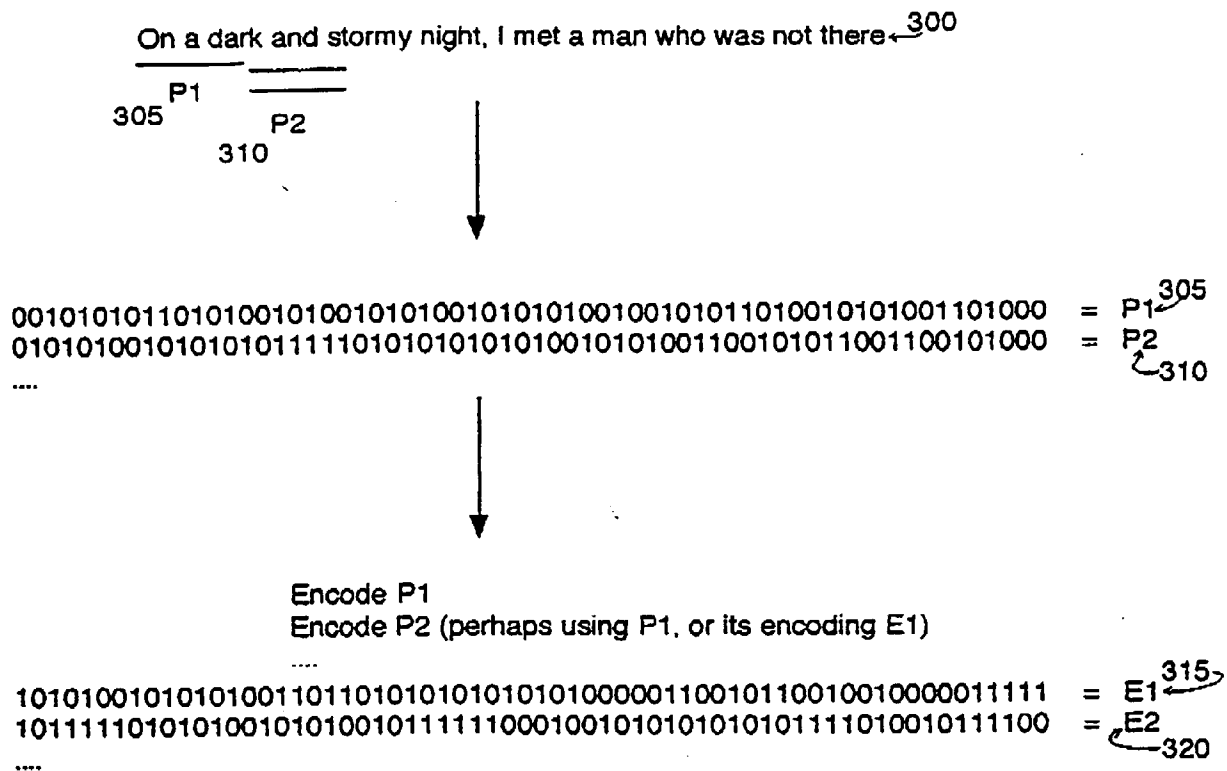 On a dark and stormy night, I met a man who was not there 300
P1
305
P2
310
0010101011010100101001010100101010100100101011010010101001101000 = P1 305
0101010010101010111110101010101010010101001100101011001100101000 = P2
310
....
Encode P1
Encode P2 (perhaps using P1, or its encoding E1)
....
1010100101010100110110101010101010100000110010110010010000011111 = E1 315
1011111010101001010100101111110001001010101010101111010010111100 = E2
320
....